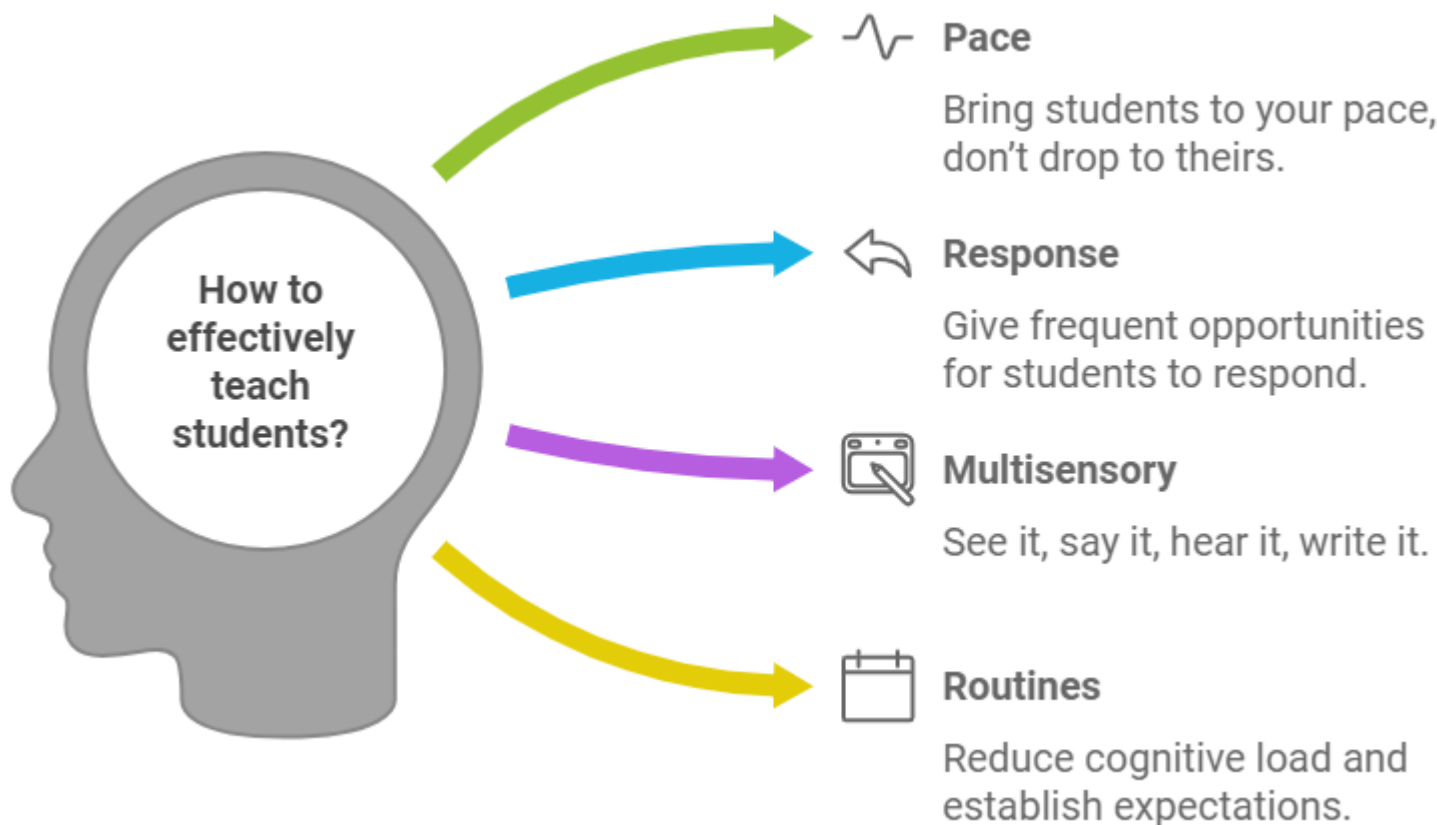 How to
effectively
teach
students?
Pace
Bring students to your pace,
don’t drop to theirs.
Response
Give frequent opportunities
for students to respond.
Multisensory
See it, say it, hear it, write it.
Routines
Reduce cognitive load and
establish expectations.